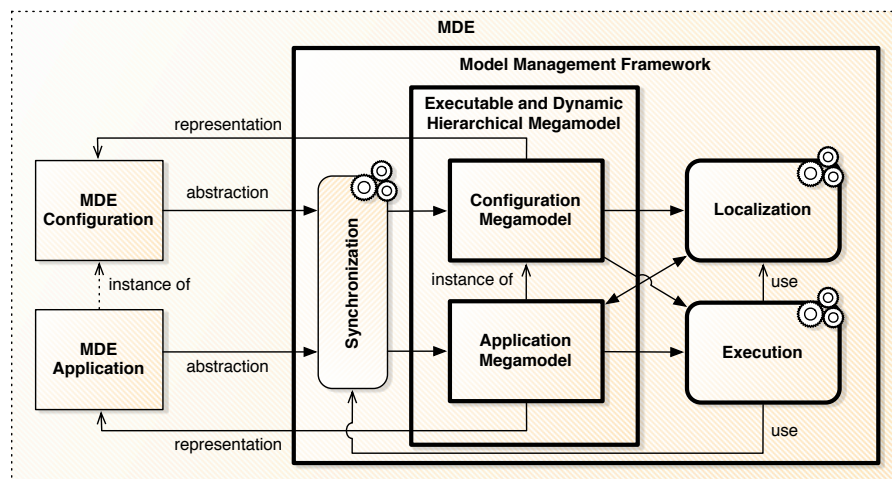 MDE
Model Management Framework
Executable and Dynamic
Hierarchical Megamodel
representation
MDE
Configuration
abstraction
Synchronization
Configuration
Megamodel
Localization
instance of
instance of
use
MDE
Application
abstraction
Application
Megamodel
Execution
representation
use